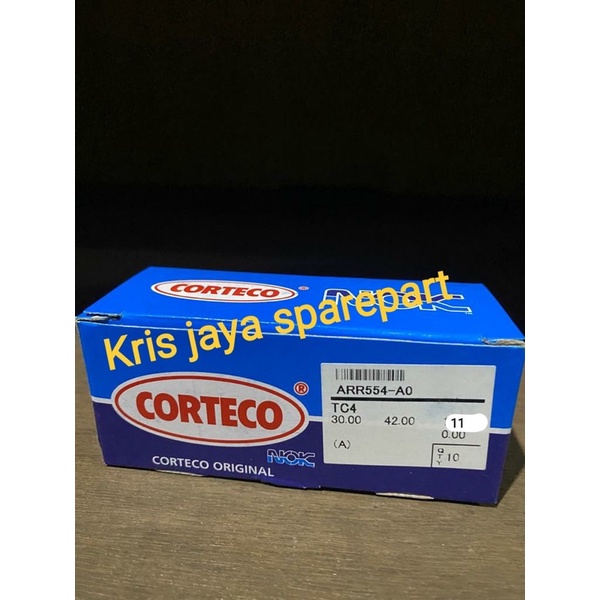 CORTECO ®
NOK
Kris jaya sparepart
CORTECO ®
CORTECO ORIGINAL NOK
ARR554-A0
TC4
30.00 42.00 11
0.00
(A)
QTY 10